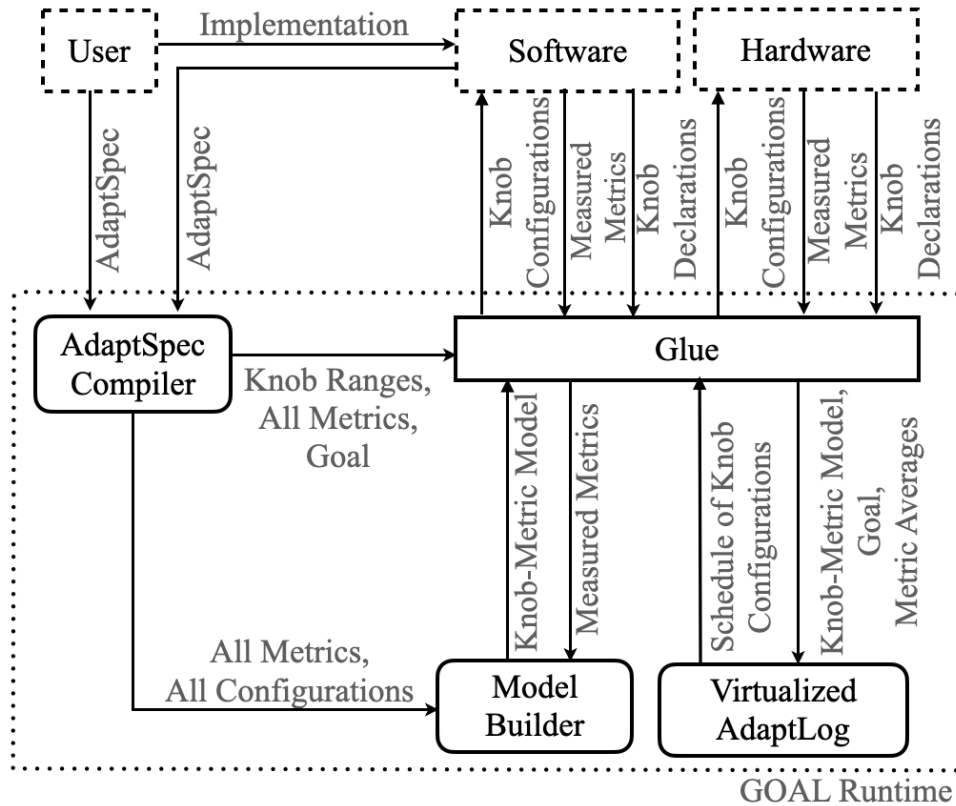 User
Implementation
Software
Hardware
AdaptSpec
AdaptSpec
Knob
Configurations
Measured
Metrics
Knob
Declarations
Knob
Configurations
Measured
Metrics
Knob
Declarations
AdaptSpec
Compiler
Glue
Knob Ranges,
All Metrics,
Goal
Knob-Metric Model
Measured Metrics
Schedule of Knob
Configurations
Knob-Metric Model,
Goal,
Metric Averages
All Metrics,
All Configurations
Model
Builder
Virtualized
AdaptLog
GOAL Runtime